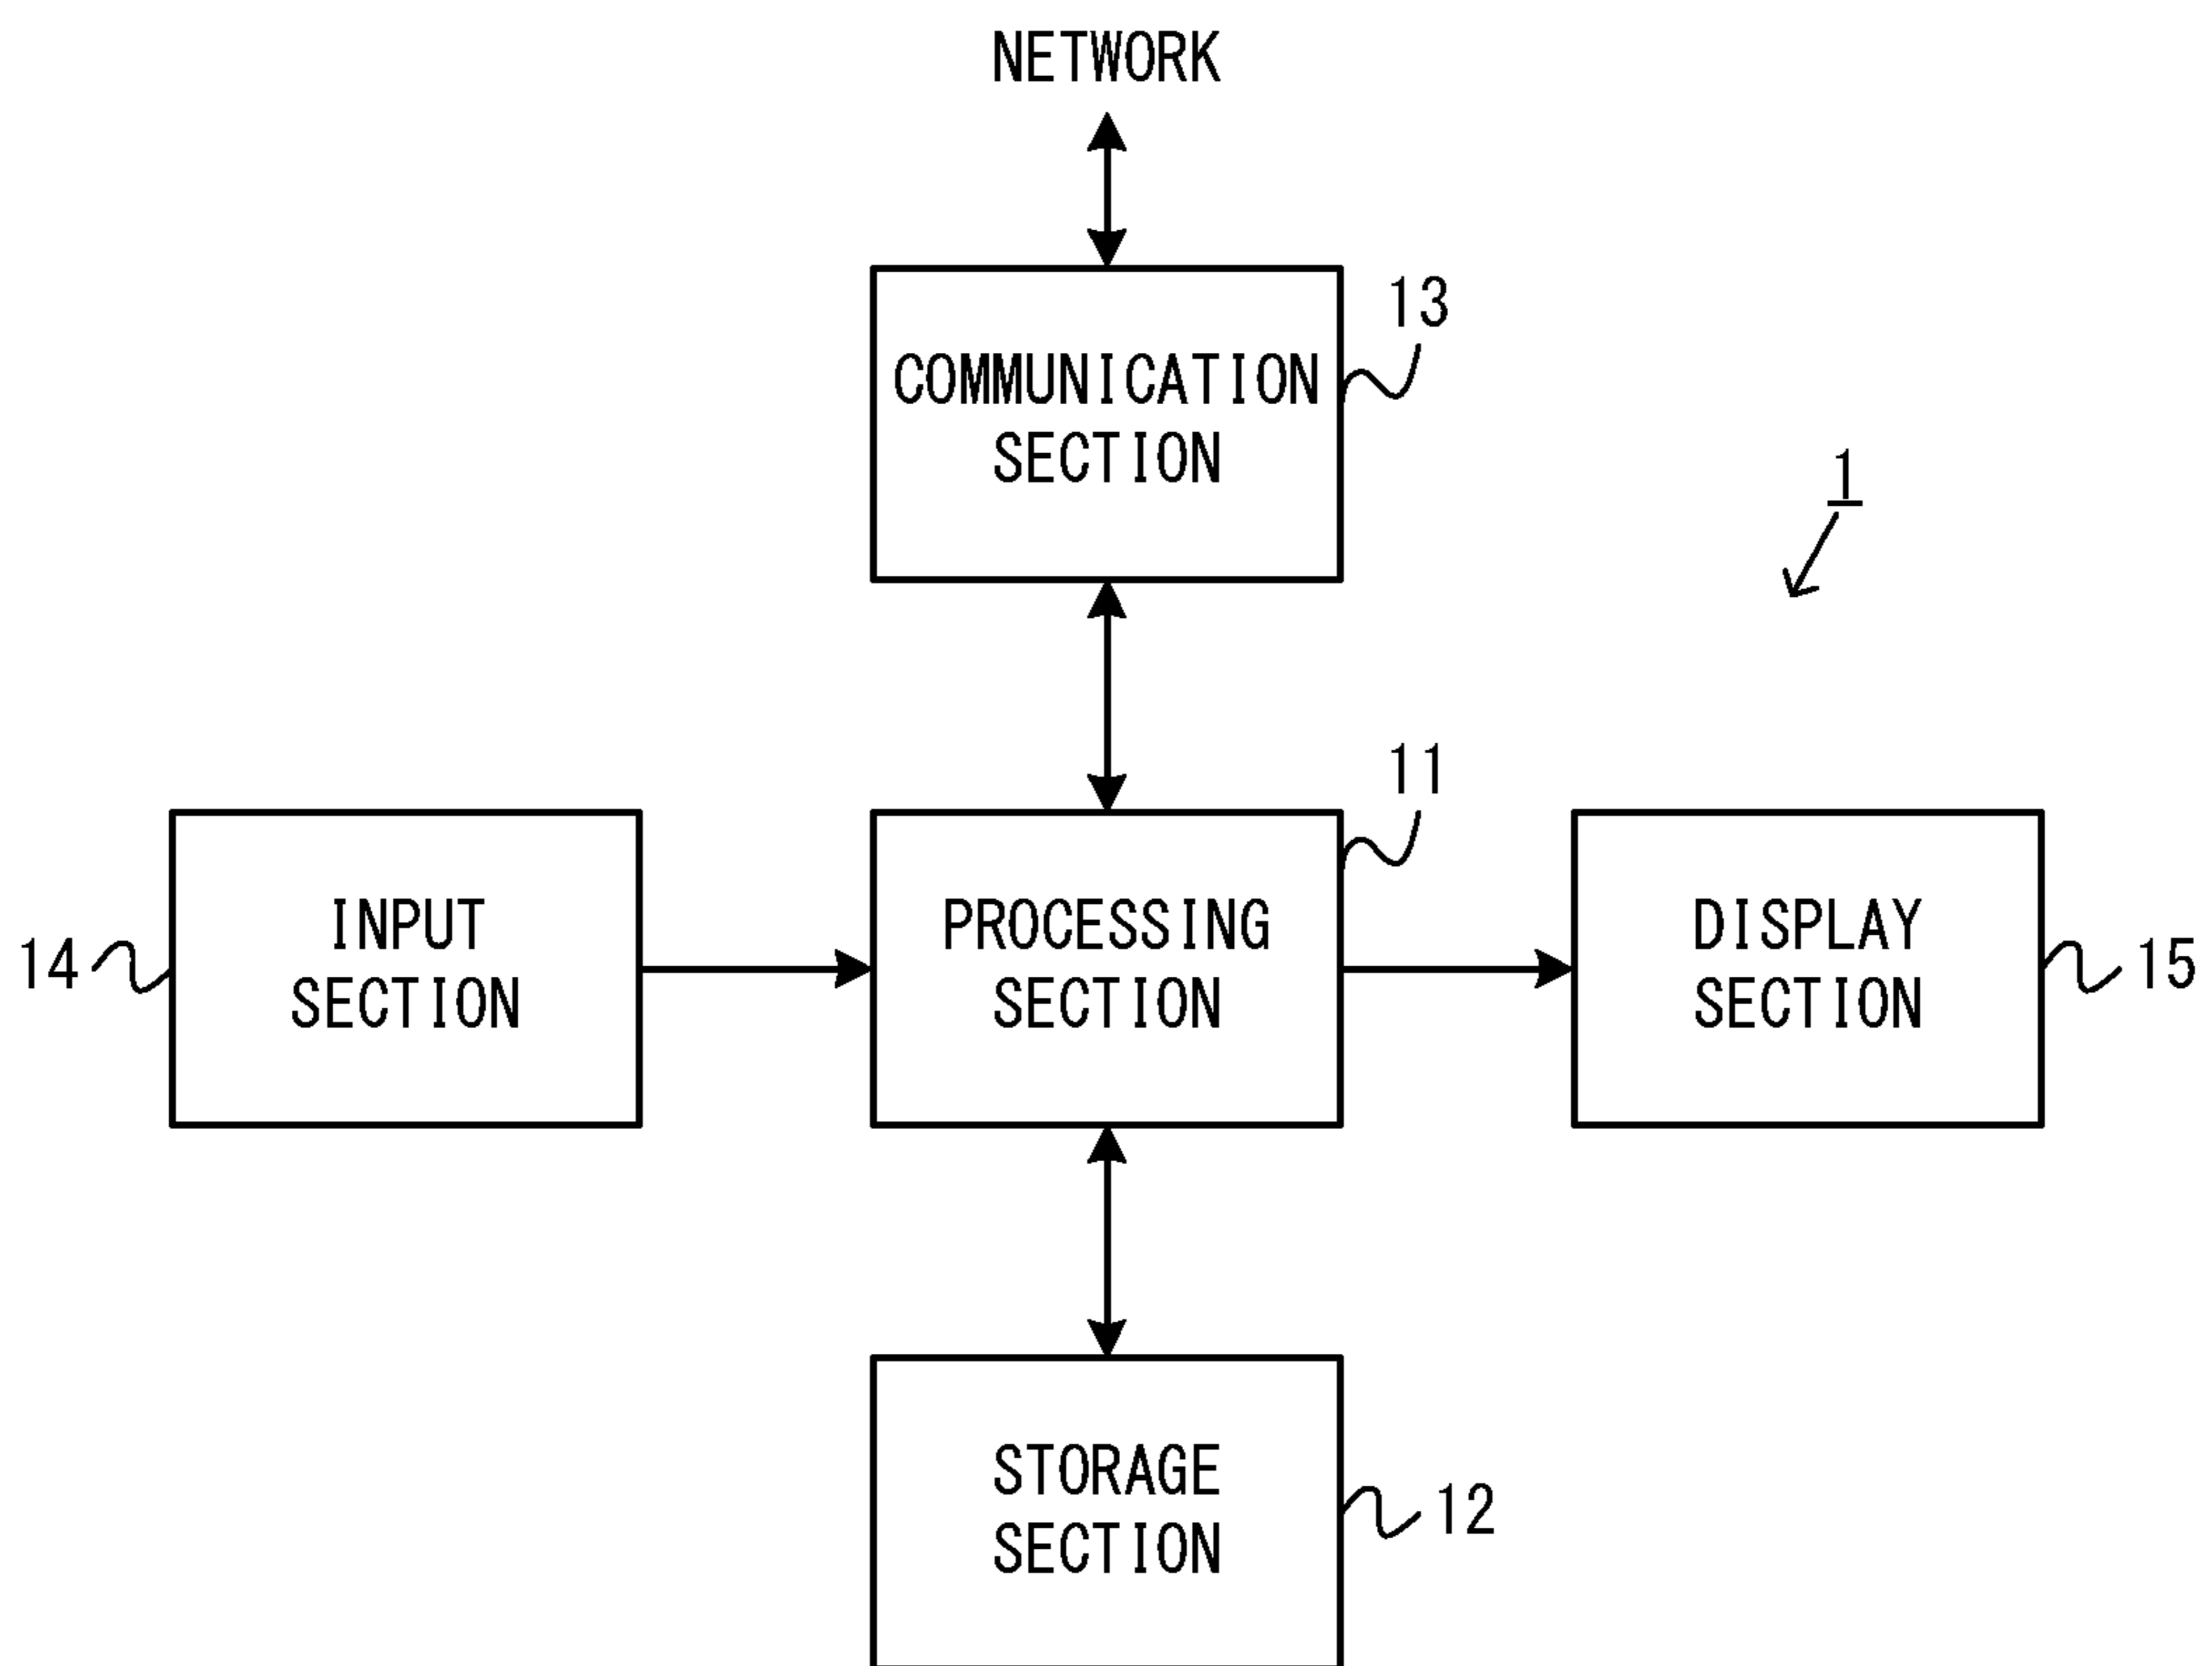 NETWORK
13
COMMUNICATION
SECTION
1
11
14
INPUT
SECTION
PROCESSING
SECTION
DISPLAY
SECTION
15
STORAGE
SECTION
12